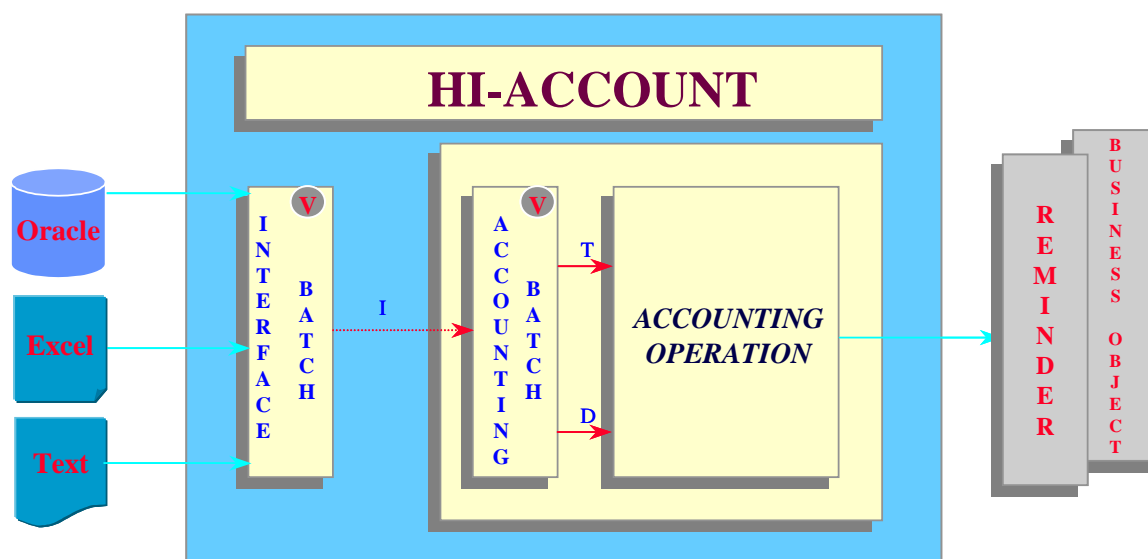 HI-ACCOUNT
Oracle
Excel
Text
INTERFACE
BATCH
V
I
ACCOUNTING
BATCH
V
T
D
ACCOUNTING
OPERATION
REMINDER
BUSINESS OBJECT